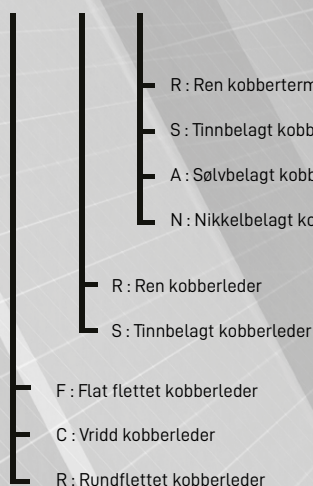 R : Ren
S : Tinnbelagt
A : Sølvbelagt
N : Nikkelbelagt
R : Ren kobberleder
S : Tinnbelagt kobberleder
F : Flat flettet kobberleder
C : Vridd kobberleder
R : Rundflettet kobberleder